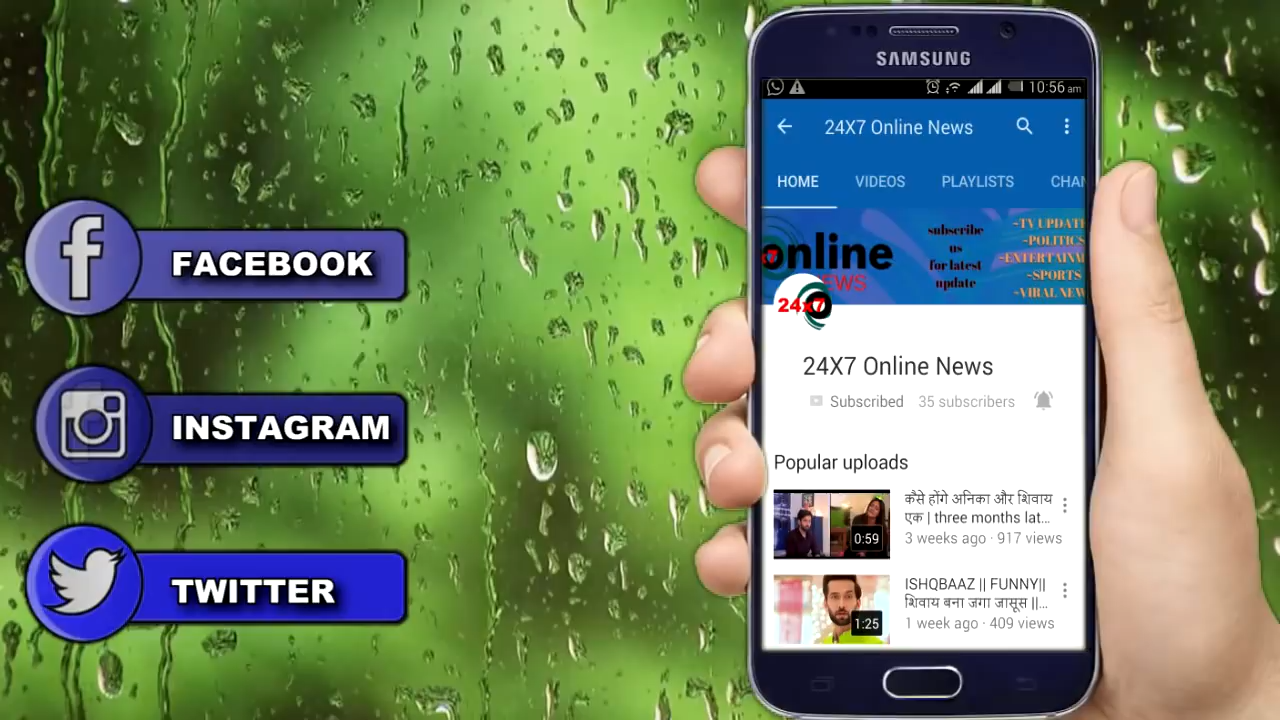 FACEBOOK
INSTAGRAM
TWITTER
SAMSUNG
10:56 am
24X7 Online News
HOME VIDEOS PLAYLISTS CHAN
online
NEWS
subscribe
us
for latest
update
-TV UPDATE
-POLITICS
-ENTERTAINM
-SPORTS
-VIRAL NEW
24x7
24X7 Online News
Subscribed 35 subscribers
Popular uploads
0:59
कैसे होंगे अनिका और शिवाय
एक | three months lat...
3 weeks ago · 917 views
1:25
ISHQBAAZ || FUNNY||
शिवाय बना जगा जासूस ||...
1 week ago · 409 views